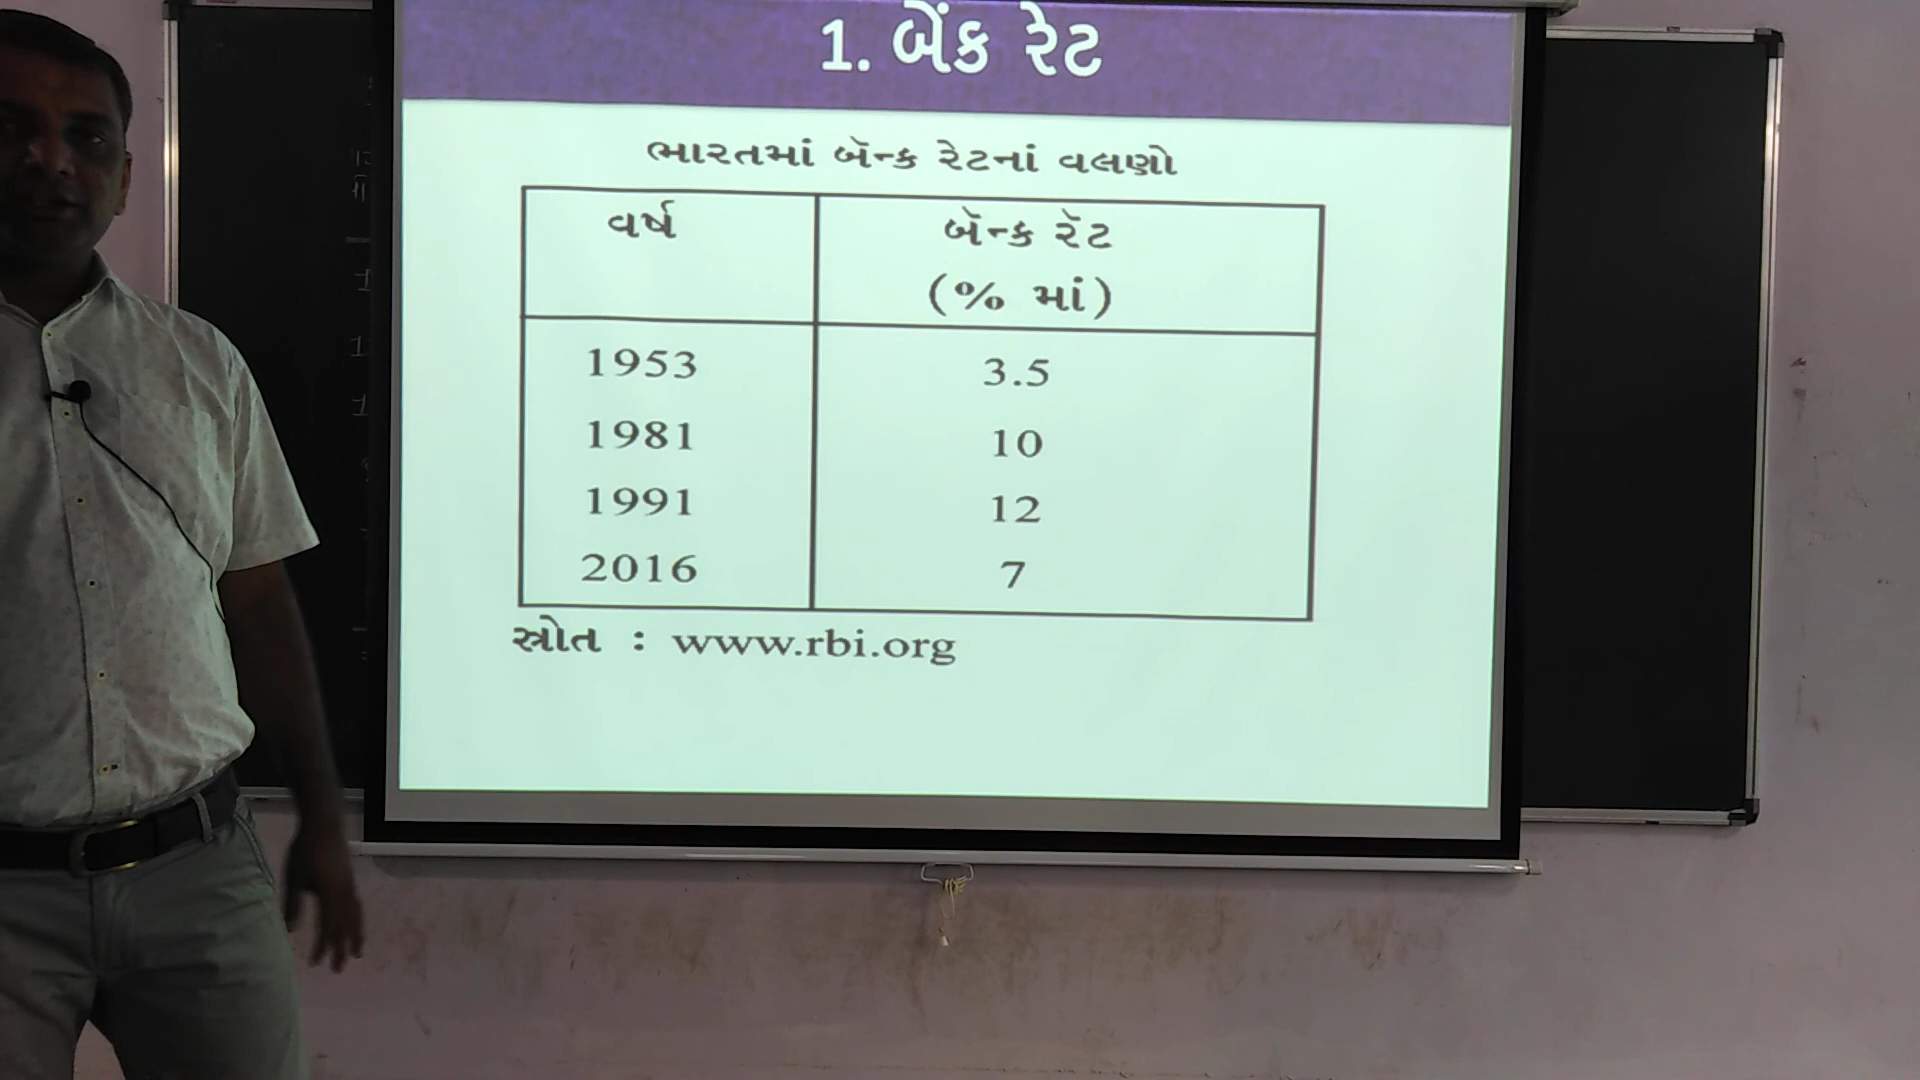 1. બેંક રેટ
ભારતમાં બૅન્ક રેટનાં વલણો
વર્ષ બૅન્ક રૅટ
(% માં)
1953 3.5
1981 10
1991 12
2016 7
સ્રોત : www.rbi.org